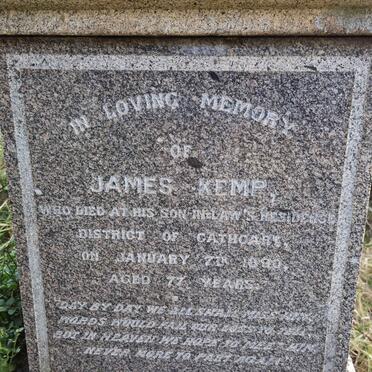 IN LOVING MEMORY
OF
JAMES KEMP,
WHO DIED AT HIS SON-IN-LAW'S RESIDENCE
DISTRICT OF CATHCART,
ON JANUARY 7TH 1890,
AGED 77 YEARS.
DAY BY DAY WE ALL SHALL MISS HIM,
WORDS WOULD FAIL OUR LOSS TO TELL,
BUT IN HEAVEN WE HOPE TO MEET HIM
NEVER MORE TO PART AGAIN.